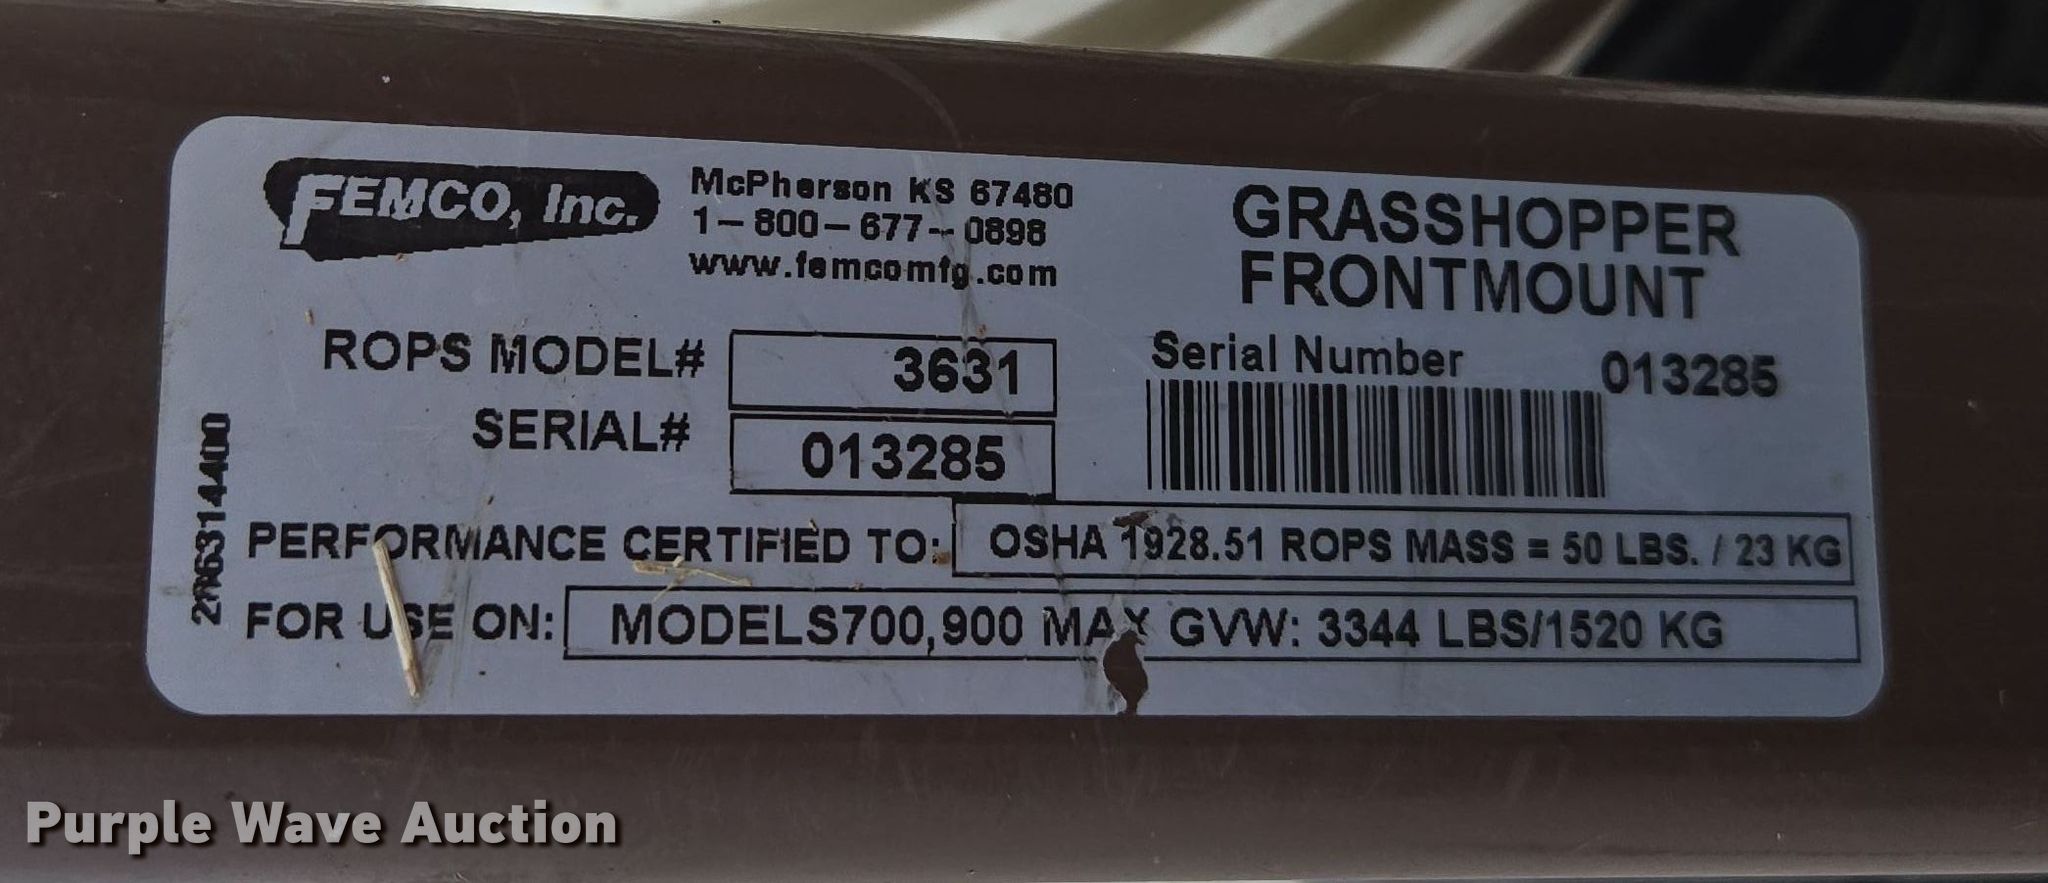 FEMCO, Inc.
McPherson KS 67480
1-800-677-0898
www.femcomfg.com
GRASSHOPPER
FRONTMOUNT
ROPS MODEL# 3631
SERIAL# 013285
Serial Number 013285
2R6314400
PERFORMANCE CERTIFIED TO: OSHA 1928.51 ROPS MASS = 50 LBS. / 23 KG
FOR USE ON: MODELS700,900 MAX GVW: 3344 LBS/1520 KG
Purple Wave Auction